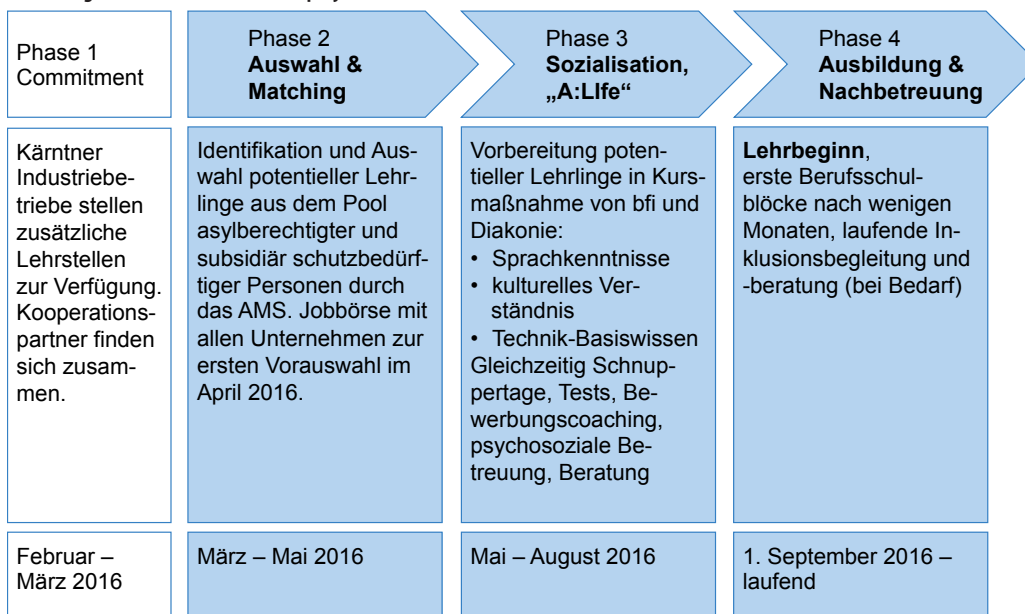 Phase 1
Commitment
Phase 2
Auswahl &
Matching
Phase 3
Sozialisation,
„A:LIfe“
Phase 4
Ausbildung &
Nachbetreuung
Kärntner
Industriebe-
triebe stellen
zusätzliche
Lehrstellen
zur Verfügung.
Kooperations-
partner finden
sich zusam-
men.
Identifikation und Aus-
wahl potentieller Lehr-
linge aus dem Pool
asylberechtigter und
subsidiär schutzbedürf-
tiger Personen durch
das AMS. Jobbörse mit
allen Unternehmen zur
ersten Vorauswahl im
April 2016.
Vorbereitung poten-
tieller Lehrlinge in Kurs-
maßnahme von bfi und
Diakonie:
• Sprachkenntnisse
• kulturelles Ver-
ständnis
• Technik-Basiswissen
Gleichzeitig Schnup-
pertage, Tests, Be-
werbungscoaching,
psychosoziale Be-
treuung, Beratung
Lehrbeginn,
erste Berufsschul-
blöcke nach wenigen
Monaten, laufende In-
klusionsbegleitung und
-beratung (bei Bedarf)
Februar –
März 2016
März – Mai 2016
Mai – August 2016
1. September 2016 –
laufend